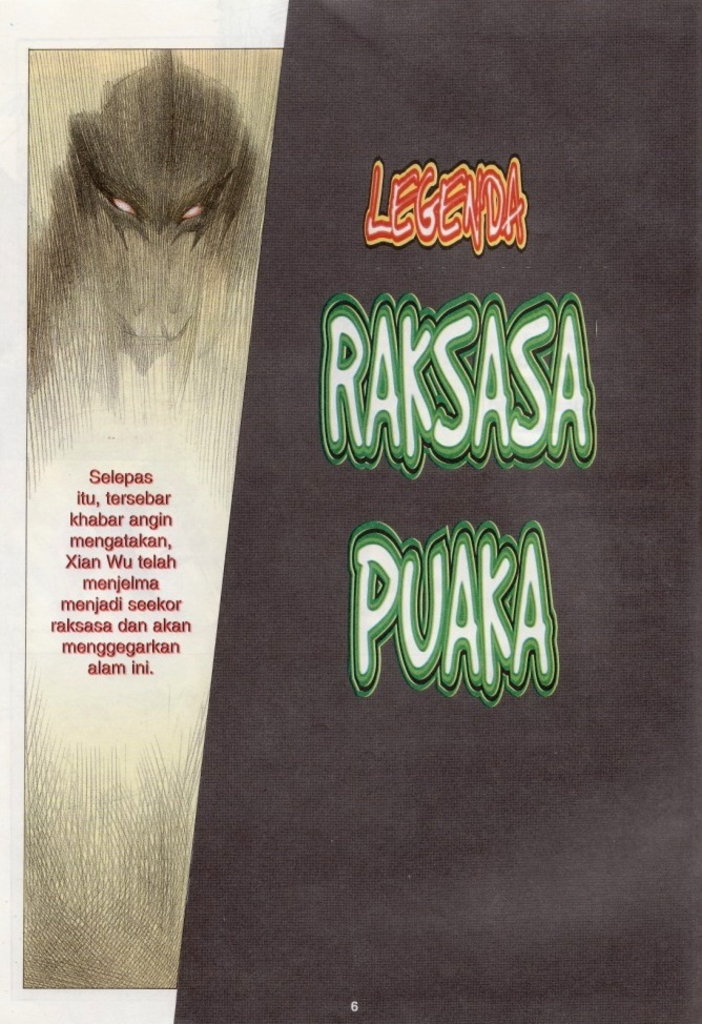 LEGENDA
RAKSASA
PUAKA
Selepas
itu, tersebar
khabar angin
mengatakan,
Xian Wu telah
menjelma
menjadi seekor
raksasa dan akan
menggegarkan
alam ini.
6